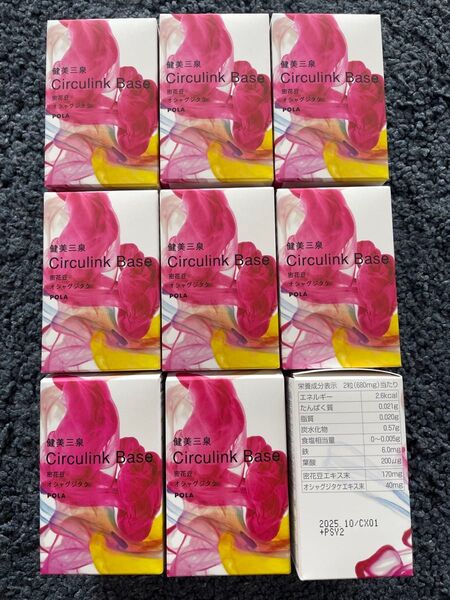 健美三泉
Circulink Base
密花豆
オシャグジタケ
POLA
健美三泉
Circulink Base
密花豆
オシャグジタケ
POLA
健美三泉
Circulink Base
密花豆
オシャグジタケ
POLA
健美三泉
Circulink Base
密花豆
オシャグジタケ
POLA
健美三泉
Circulink Base
密花豆
オシャグジタケ
POLA
健美三泉
Circulink Base
密花豆
オシャグジタケ
POLA
健美三泉
Circulink Base
密花豆
オシャグジタケ
POLA
健美三泉
Circulink Base
密花豆
オシャグジタケ
POLA
栄養成分表示 2粒(680mg)当たり
エネルギー 2.6kcal
たんぱく質 0.021g
脂質 0.020g
炭水化物 0.57g
食塩相当量 0〜0.005g
鉄 6.0mg
葉酸 200μg
密花豆エキス末 170mg
オシャグジタケエキス末 40mg
2025.10/CX01
+PSY2